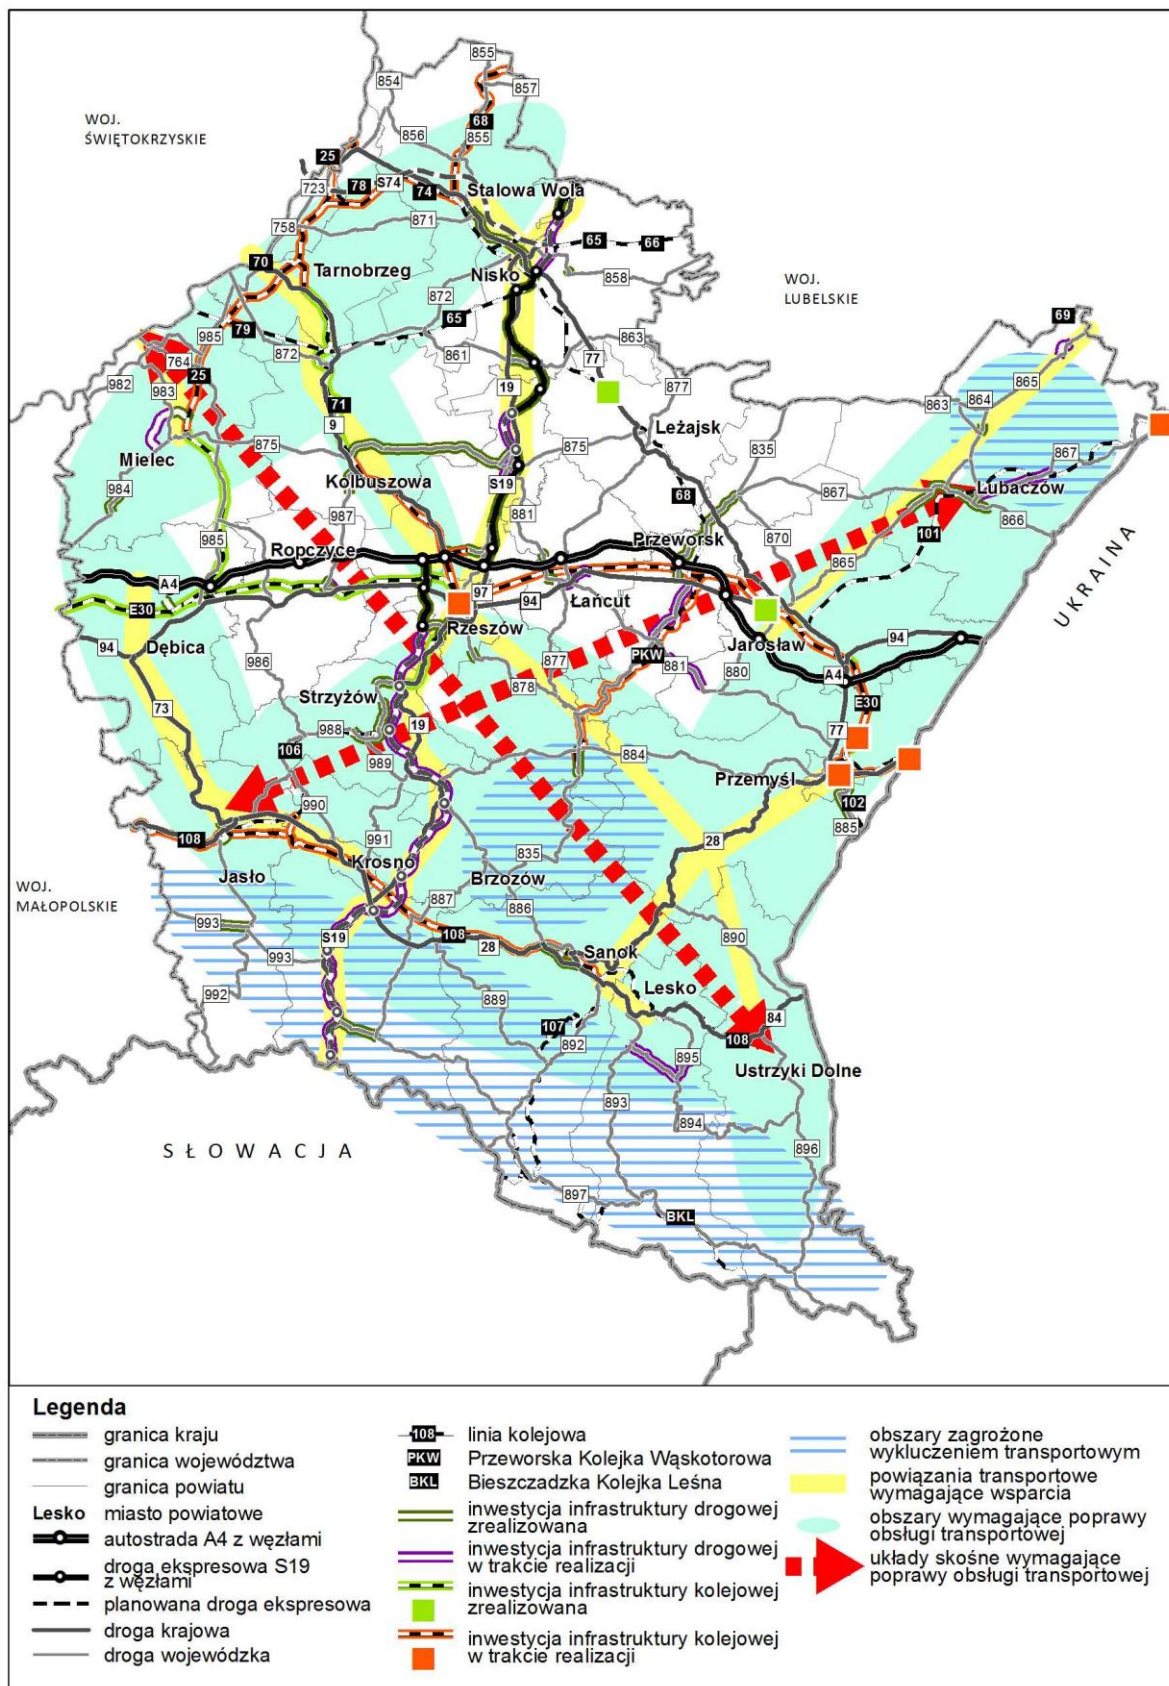 855
854
857
WOJ.
ŚWIĘTOKRZYSKIE
68
856
855
25
723
78
S74
74
Stalowa Wola
758
871
65
66
70
Tarnobrzeg
Nisko
858
WOJ.
LUBELSKIE
872
79
985
65
69
764
872
861
77
863
982
983
25
19
877
865
71
863
864
9
Leżajsk
Mielec
875
875
835
867
Kolbuszowa
984
987
S19
68
867
Lubaczów
881
866
985
Ropczyce
Przeworsk
870
101
A4
97
865
UKRAINA
E30
94
Łańcut
Rzeszów
94
Dębica
Jarosław
94
986
877
PKW
881
880
A4
878
Strzyżów
E30
73
19
988
77
106
989
884
Przemyśl
990
102
108
991
885
28
835
Krosno
Jasło
Brzozów
WOJ.
MAŁOPOLSKIE
887
886
993
S19
108
28
890
993
Sanok
992
Lesko
889
84
107
108
892
895
Ustrzyki Dolne
893
894
SŁOWACJA
896
897
BKL
Legenda
granica kraju
granica województwa
granica powiatu
Lesko miasto powiatowe
autostrada A4 z węzłami
droga ekspresowa S19
z węzłami
planowana droga ekspresowa
droga krajowa
droga wojewódzka
108 linia kolejowa
PKW Przeworska Kolejka Wąskotorowa
BKL Bieszczadzka Kolejka Leśna
inwestycja infrastruktury drogowej
zrealizowana
inwestycja infrastruktury drogowej
w trakcie realizacji
inwestycja infrastruktury kolejowej
zrealizowana
inwestycja infrastruktury kolejowej
w trakcie realizacji
obszary zagrożone
wykluczeniem transportowym
powiązania transportowe
wymagające wsparcia
obszary wymagające poprawy
obsługi transportowej
układy skośne wymagające
poprawy obsługi transportowej